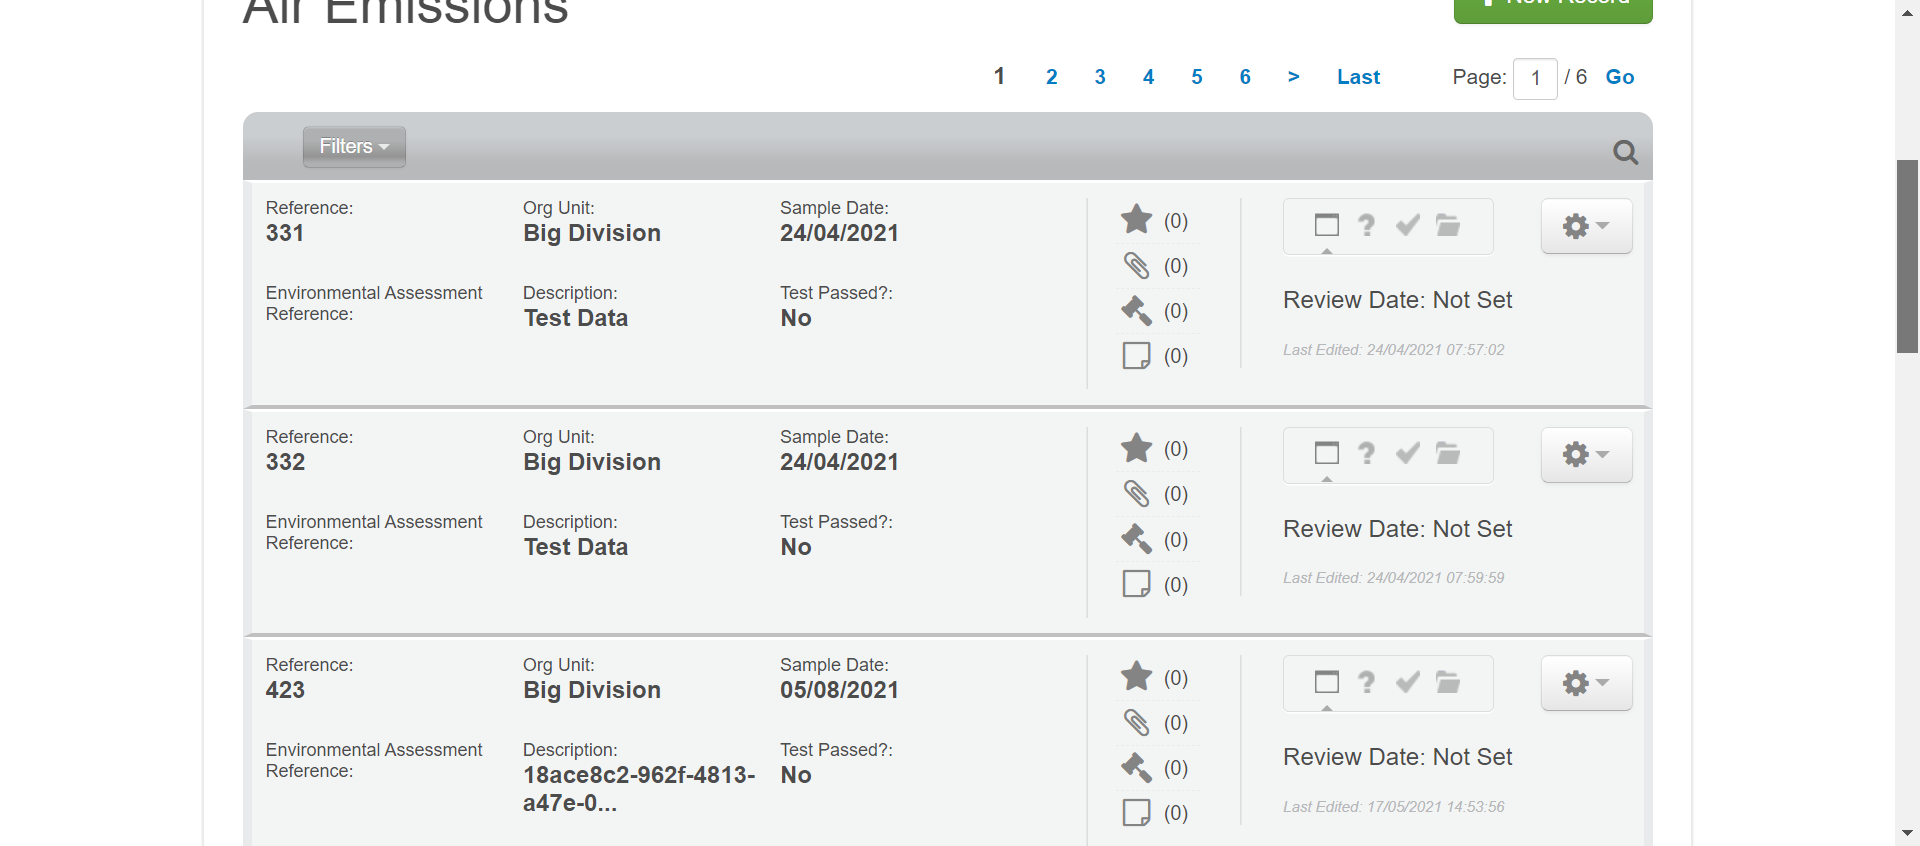 Air Emissions
New Record
1 2 3 4 5 6 > Last Page: 1 / 6 Go
Filters
Reference:
331
Org Unit:
Big Division
Sample Date:
24/04/2021
Environmental Assessment
Reference:
Description:
Test Data
Test Passed?:
No
(0)
(0)
(0)
(0)
Review Date: Not Set
Last Edited: 24/04/2021 07:57:02
Reference:
332
Org Unit:
Big Division
Sample Date:
24/04/2021
Environmental Assessment
Reference:
Description:
Test Data
Test Passed?:
No
(0)
(0)
(0)
(0)
Review Date: Not Set
Last Edited: 24/04/2021 07:59:59
Reference:
423
Org Unit:
Big Division
Sample Date:
05/08/2021
Environmental Assessment
Reference:
Description:
18ace8c2-962f-4813-
a47e-0...
Test Passed?:
No
(0)
(0)
(0)
(0)
Review Date: Not Set
Last Edited: 17/05/2021 14:53:56